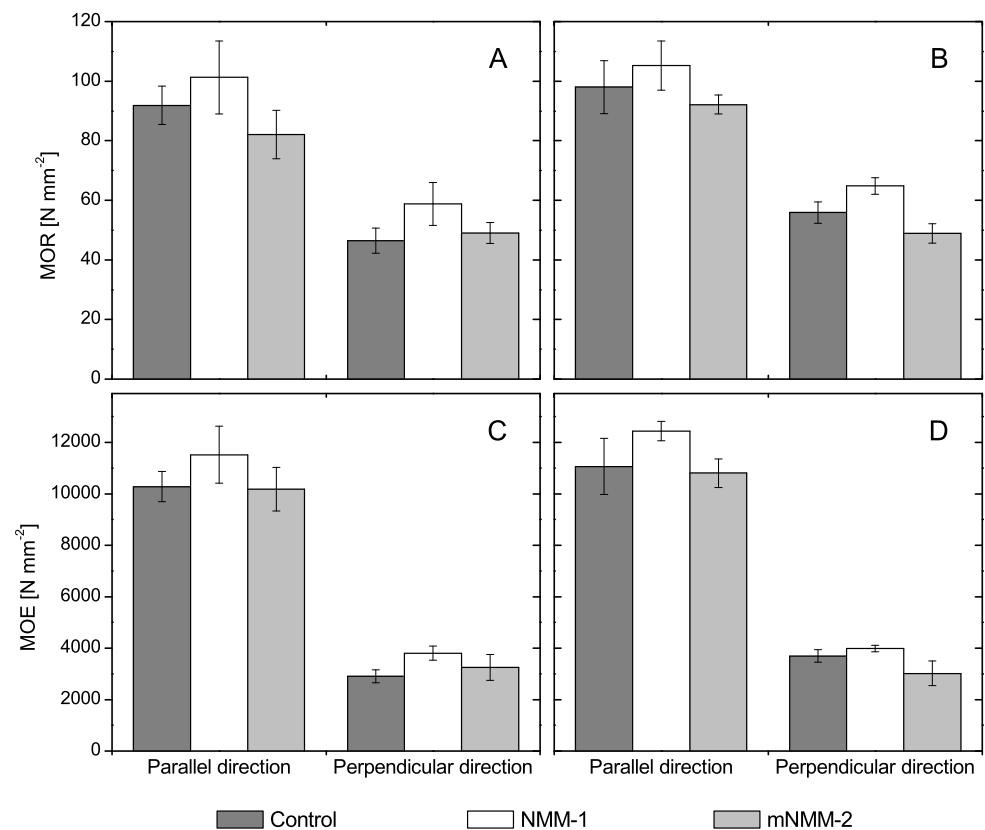 120
100
80
60
40
20
0
MOR [N mm-2]
A
B
12000
10000
8000
6000
4000
2000
0
MOE [N mm-2]
C
D
Parallel direction Perpendicular direction Parallel direction Perpendicular direction
Control NMM-1 mNMM-2